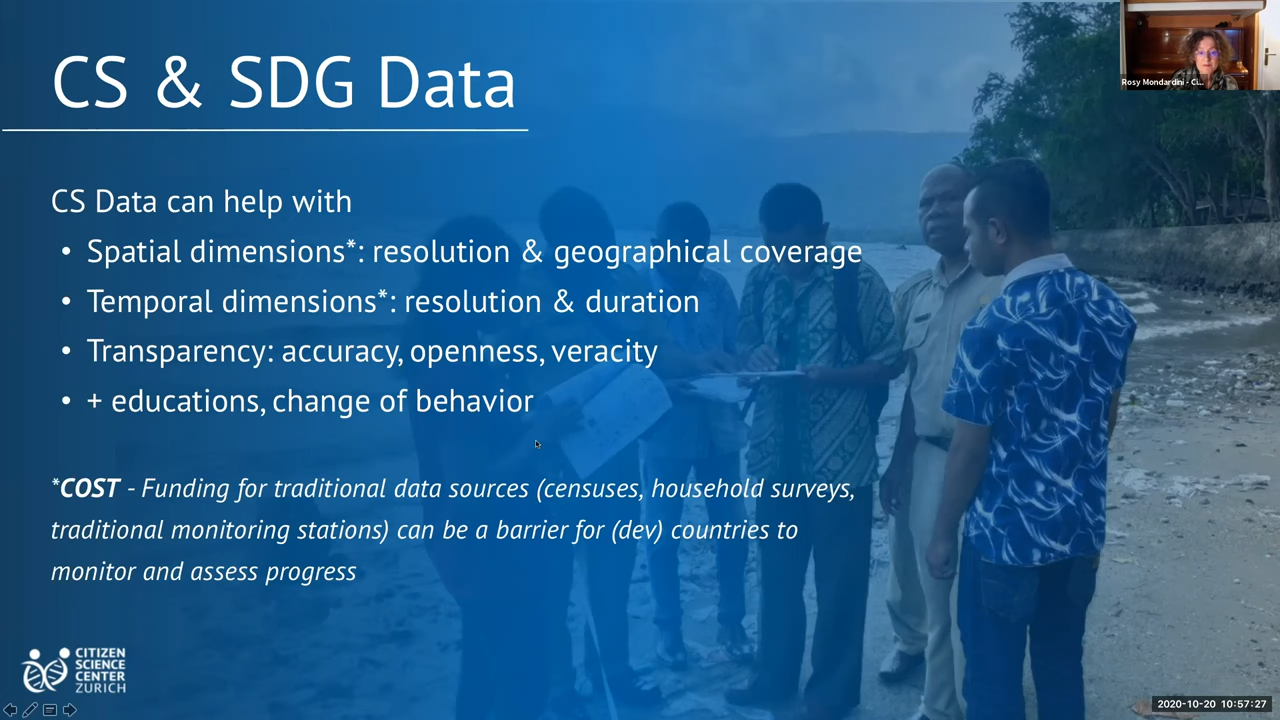 CS & SDG Data
Rosy Mondardini - Ci...
CS Data can help with
• Spatial dimensions*: resolution & geographical coverage
• Temporal dimensions*: resolution & duration
• Transparency: accuracy, openness, veracity
• + educations, change of behavior
*COST - Funding for traditional data sources (censuses, household surveys,
traditional monitoring stations) can be a barrier for (dev) countries to
monitor and assess progress
CITIZEN
SCIENCE
CENTER
ZURICH
2020-10-20 10:57:27